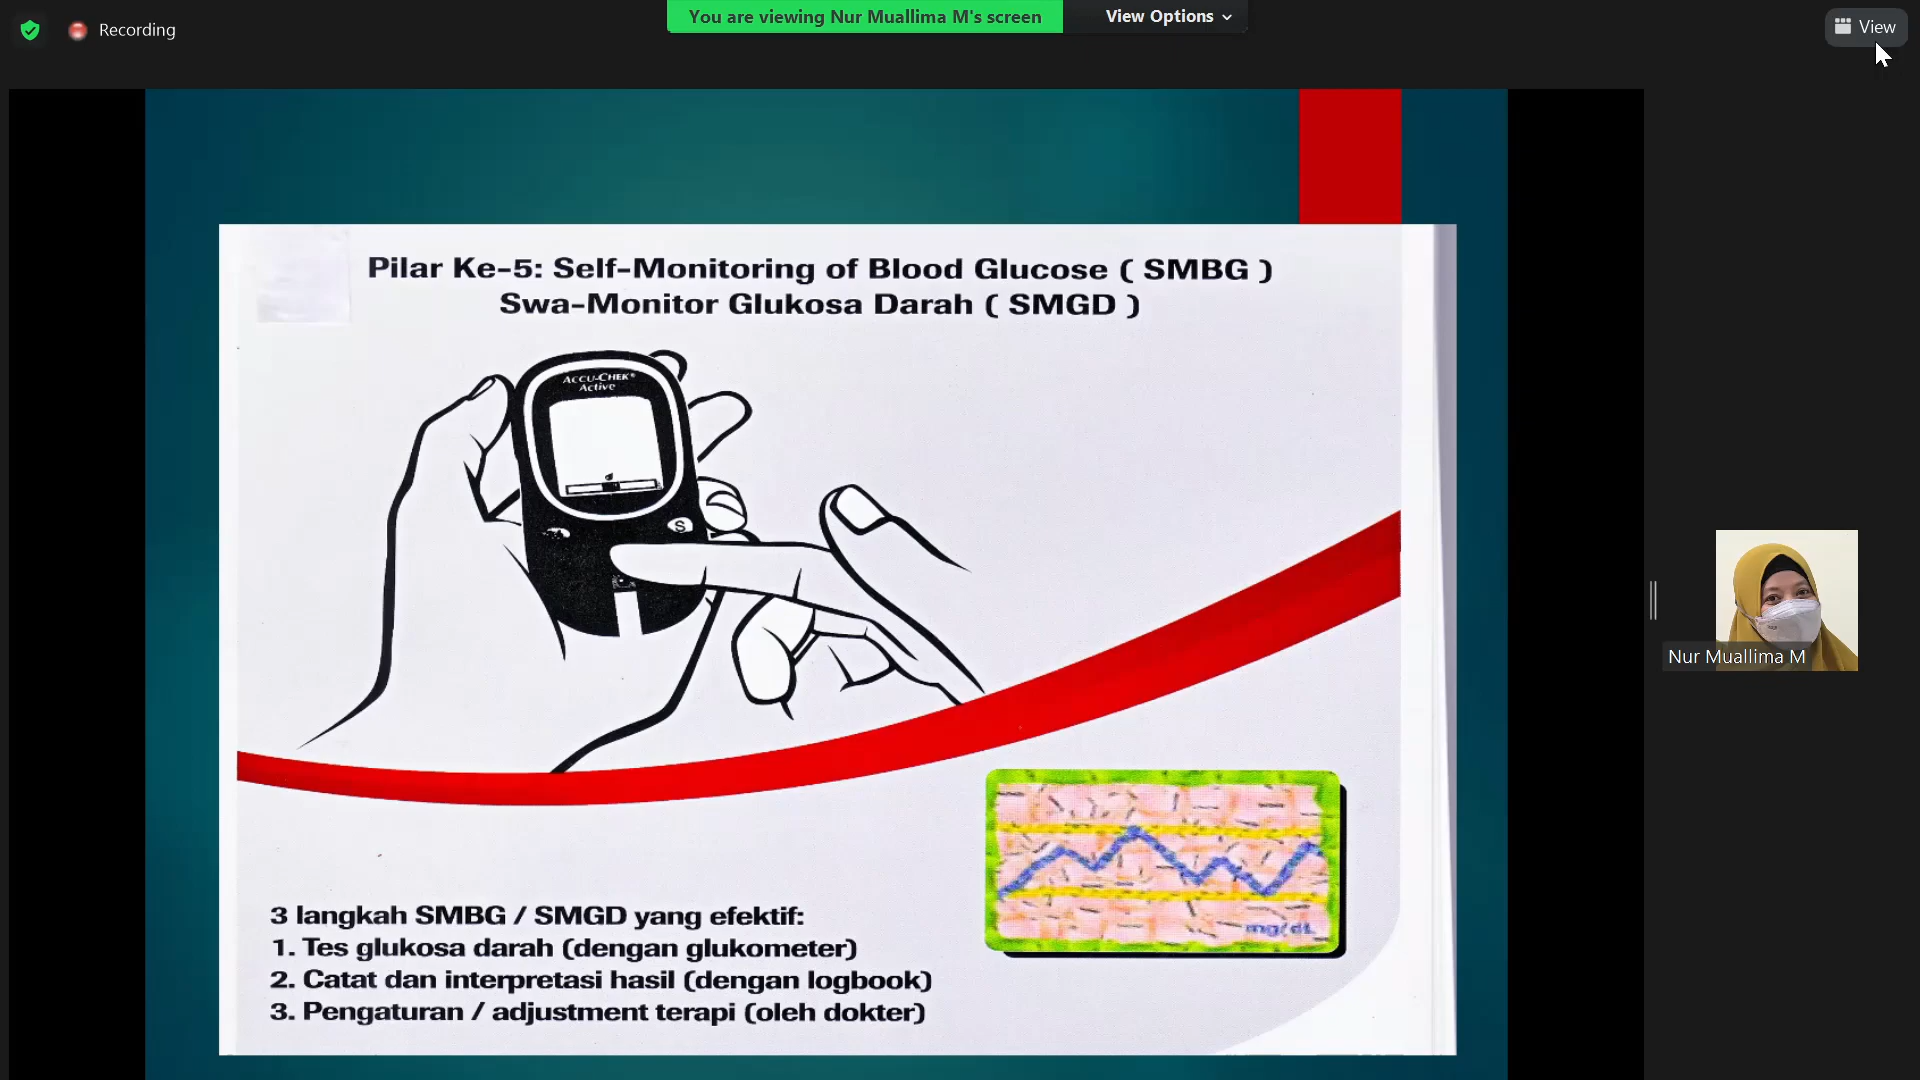 Recording
You are viewing Nur Muallima M's screen
View Options
View
Pilar Ke-5: Self-Monitoring of Blood Glucose ( SMBG )
Swa-Monitor Glukosa Darah ( SMGD )
ACCU-CHEK®
Active
S
mg/dL
3 langkah SMBG / SMGD yang efektif:
1. Tes glukosa darah (dengan glukometer)
2. Catat dan interpretasi hasil (dengan logbook)
3. Pengaturan / adjustment terapi (oleh dokter)
Nur Muallima M